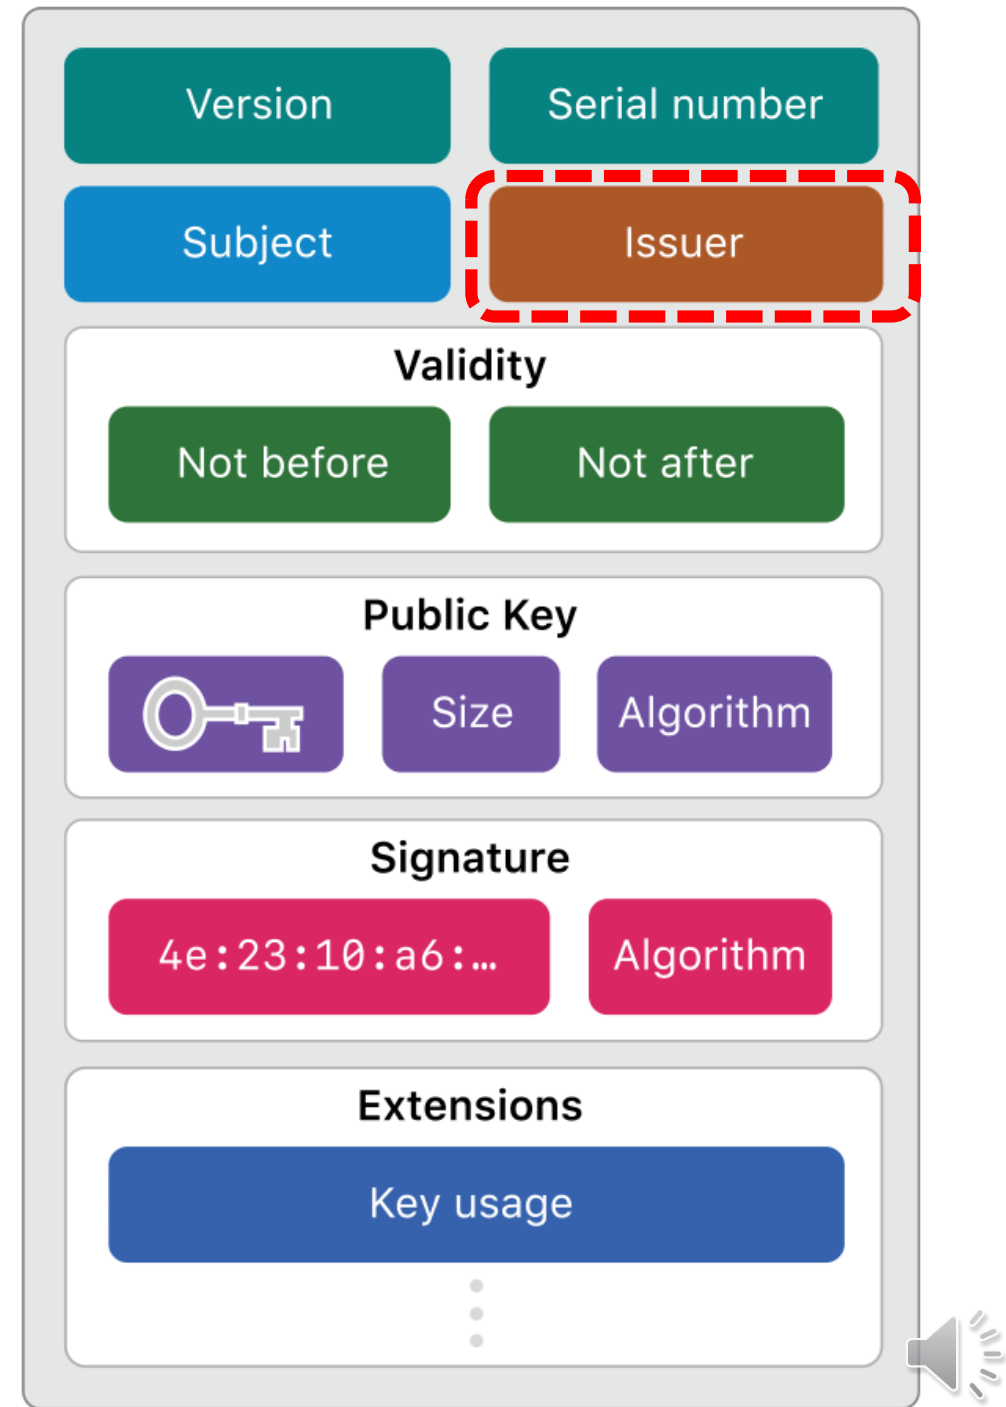 Version
Serial number
Subject
Issuer
Validity
Not before
Not after
Public Key
Size
Algorithm
Signature
4e:23:10:a6:…
Algorithm
Extensions
Key usage